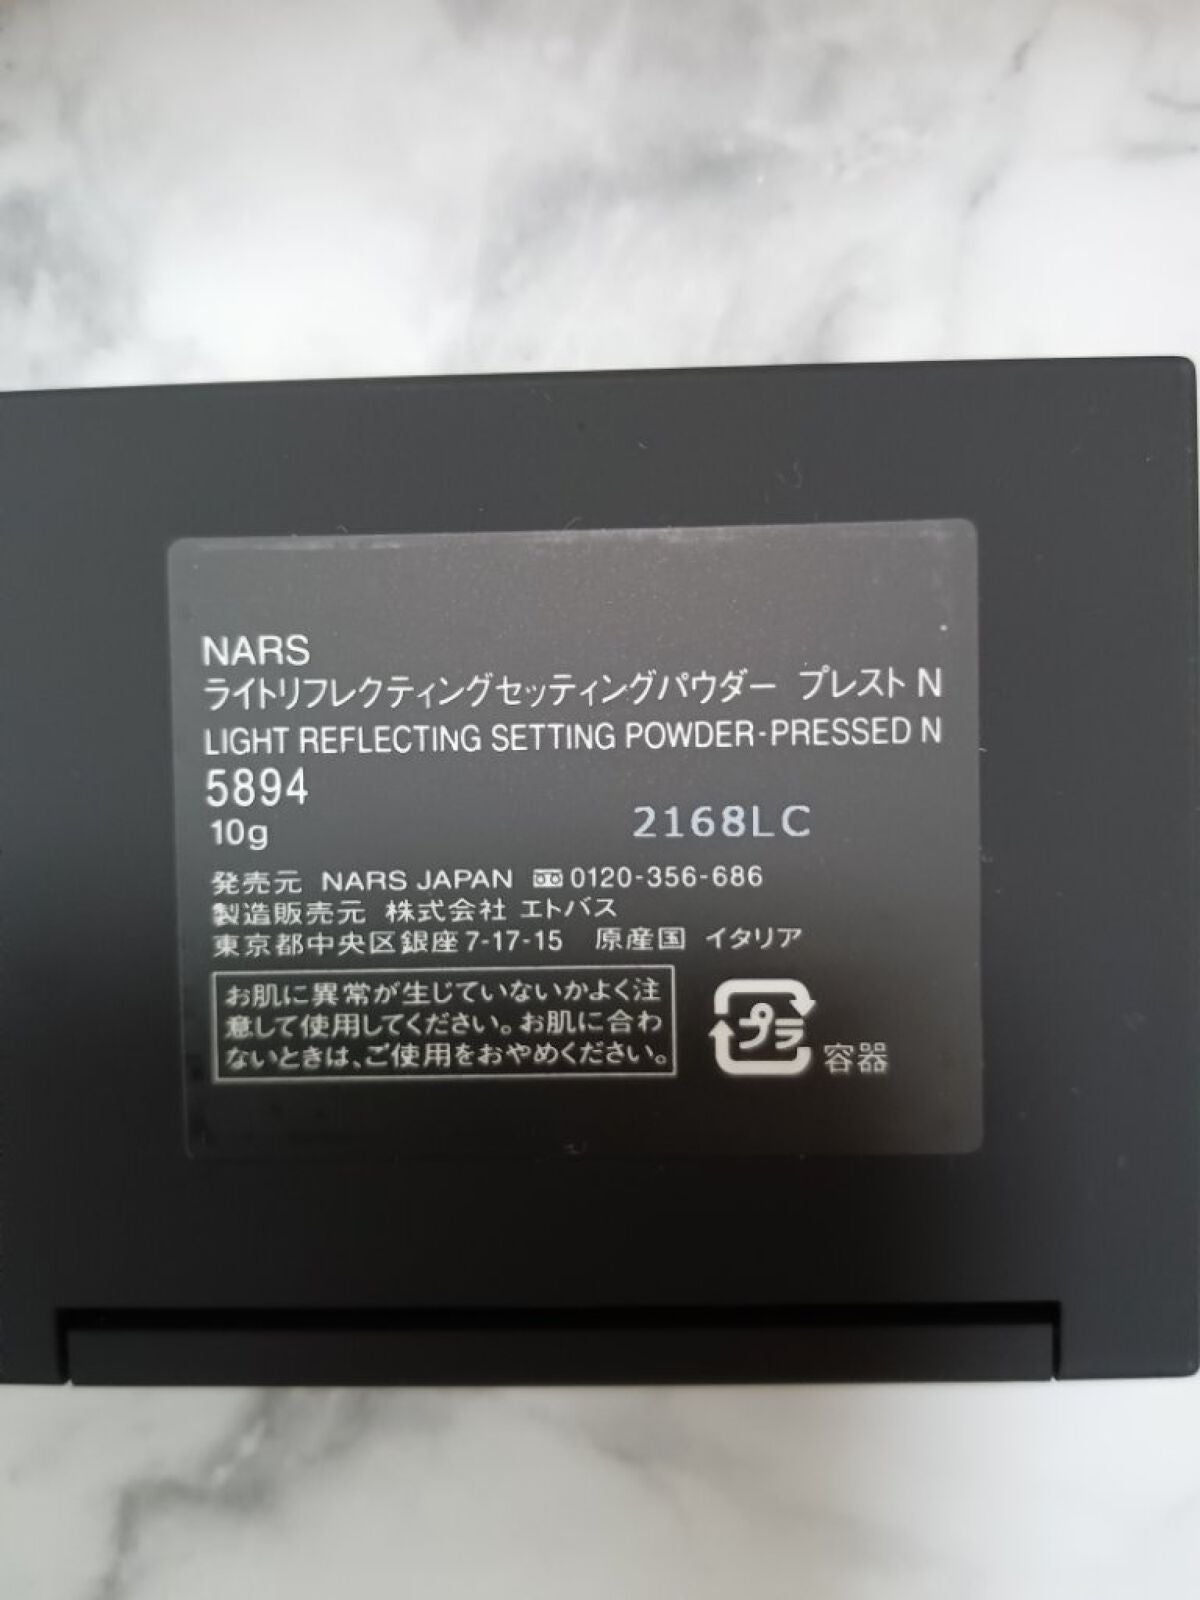 NARS
ライトリフレクティングセッティングパウダー プレスト N
LIGHT REFLECTING SETTING POWDER-PRESSED N
5894
10g
2168LC
発売元 NARS JAPAN 0120-356-686
製造販売元 株式会社 エトバス
東京都中央区銀座7-17-15 原産国 イタリア
お肌に異常が生じていないかよく注
意して使用してください。お肌に合わ
ないときは、ご使用をおやめください。
プラ
容器